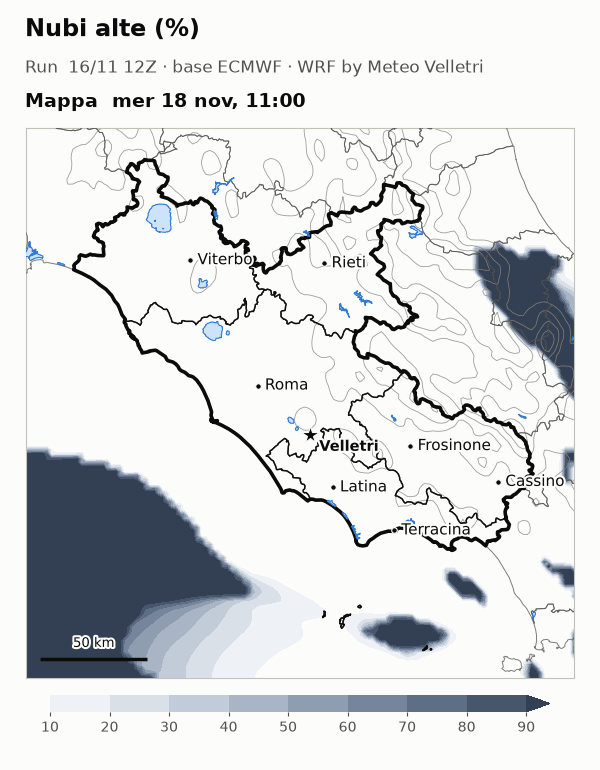 Nubi alte (%)
Run 16/11 12Z · base ECMWF · WRF by Meteo Velletri
Mappa mer 18 nov, 11:00
Viterbo
Rieti
Roma
Velletri
Frosinone
Latina
Cassino
Terracina
50 km
10 20 30 40 50 60 70 80 90